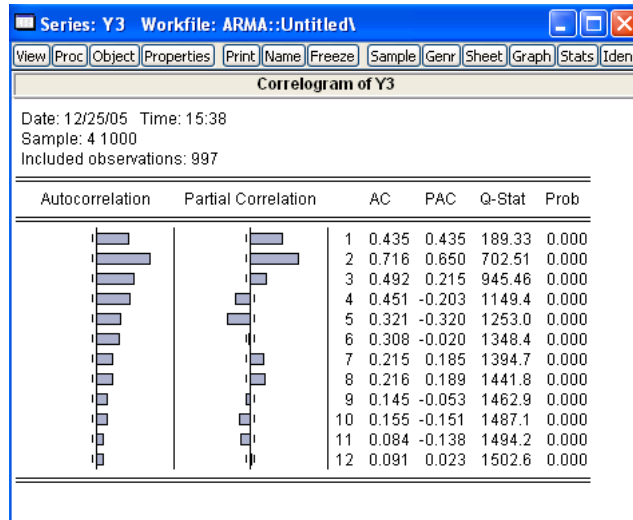 Series: Y3 Workfile: ARMA::Untitled\
View Proc Object Properties Print Name Freeze Sample Genr Sheet Graph Stats Iden
Correlogram of Y3
Date: 12/25/05 Time: 15:38
Sample: 4 1000
Included observations: 997
Autocorrelation Partial Correlation AC PAC Q-Stat Prob
1 0.435 0.435 189.33 0.000
2 0.716 0.650 702.51 0.000
3 0.492 0.215 945.46 0.000
4 0.451 -0.203 1149.4 0.000
5 0.321 -0.320 1253.0 0.000
6 0.308 -0.020 1348.4 0.000
7 0.215 0.185 1394.7 0.000
8 0.216 0.189 1441.8 0.000
9 0.145 -0.053 1462.9 0.000
10 0.155 -0.151 1487.1 0.000
11 0.084 -0.138 1494.2 0.000
12 0.091 0.023 1502.6 0.000